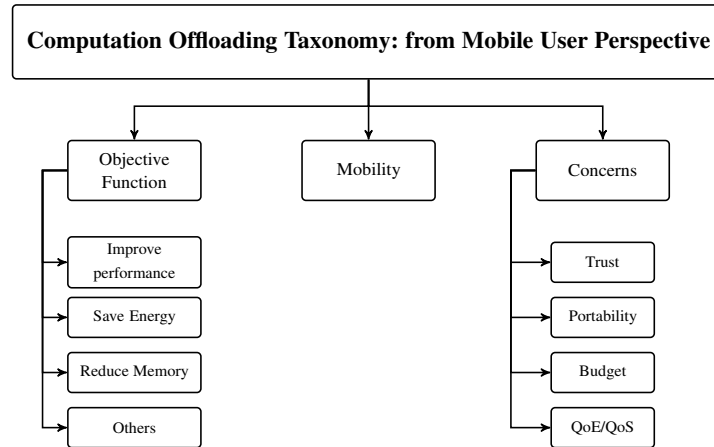 Computation Offloading Taxonomy: from Mobile User Perspective
Objective
Function
Mobility
Concerns
Improve
performance
Save Energy
Reduce Memory
Others
Trust
Portability
Budget
QoE/QoS